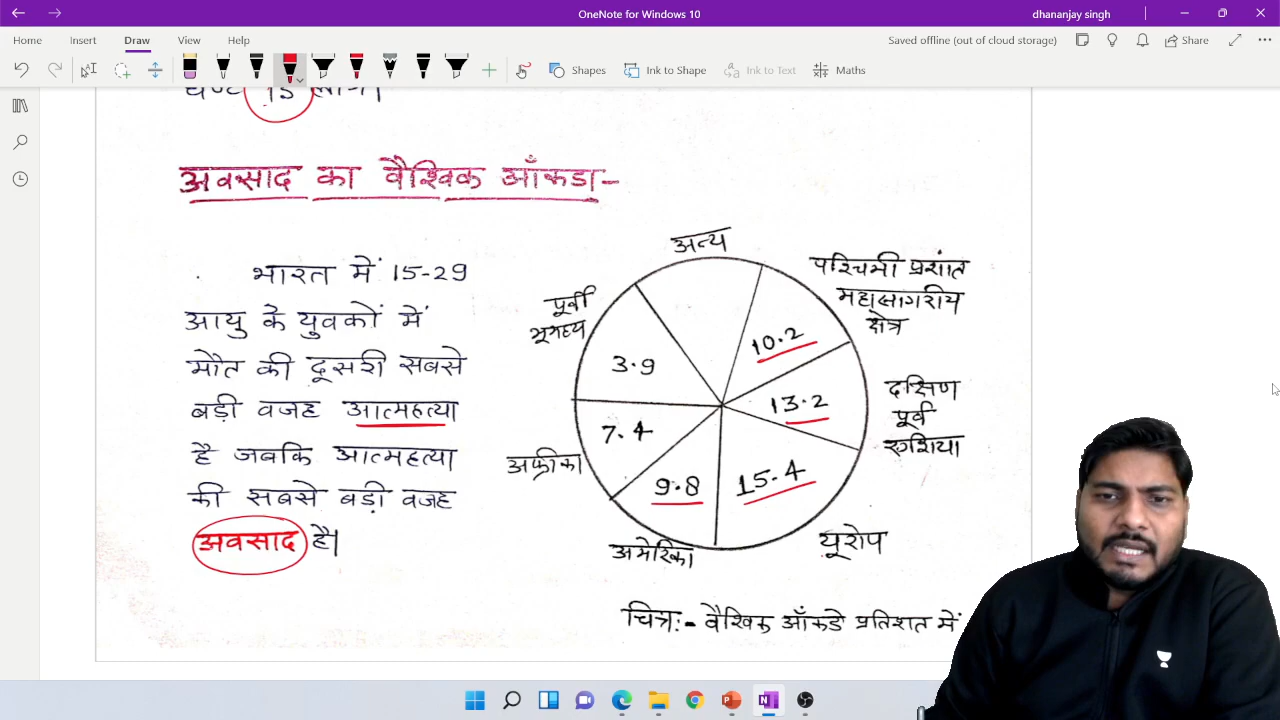 OneNote for Windows 10
dhananjay singh
Home Insert Draw View Help
Saved offline (out of cloud storage)
Share
Shapes
Ink to Shape
Ink to Text
Maths
15
अवसाद का वैश्विक आँकडा-
भारत में 15-29
आयु के युवकों में
मौत की दूसरी सबसे
बड़ी वजह आत्महत्या
है जबकि आत्महत्या
की सबसे बड़ी वजह
अवसाद है।
अन्य
पश्चिमी प्रशांत
महासागरीय
क्षेत्र
10.2
दक्षिण
पूर्व
एशिया
13.2
यूरोप
15.4
अमेरिका
9.8
अफ्रीका
7.4
पूर्वी
3.9
चित्र:- वैश्विक आँकडे प्रतिशत में